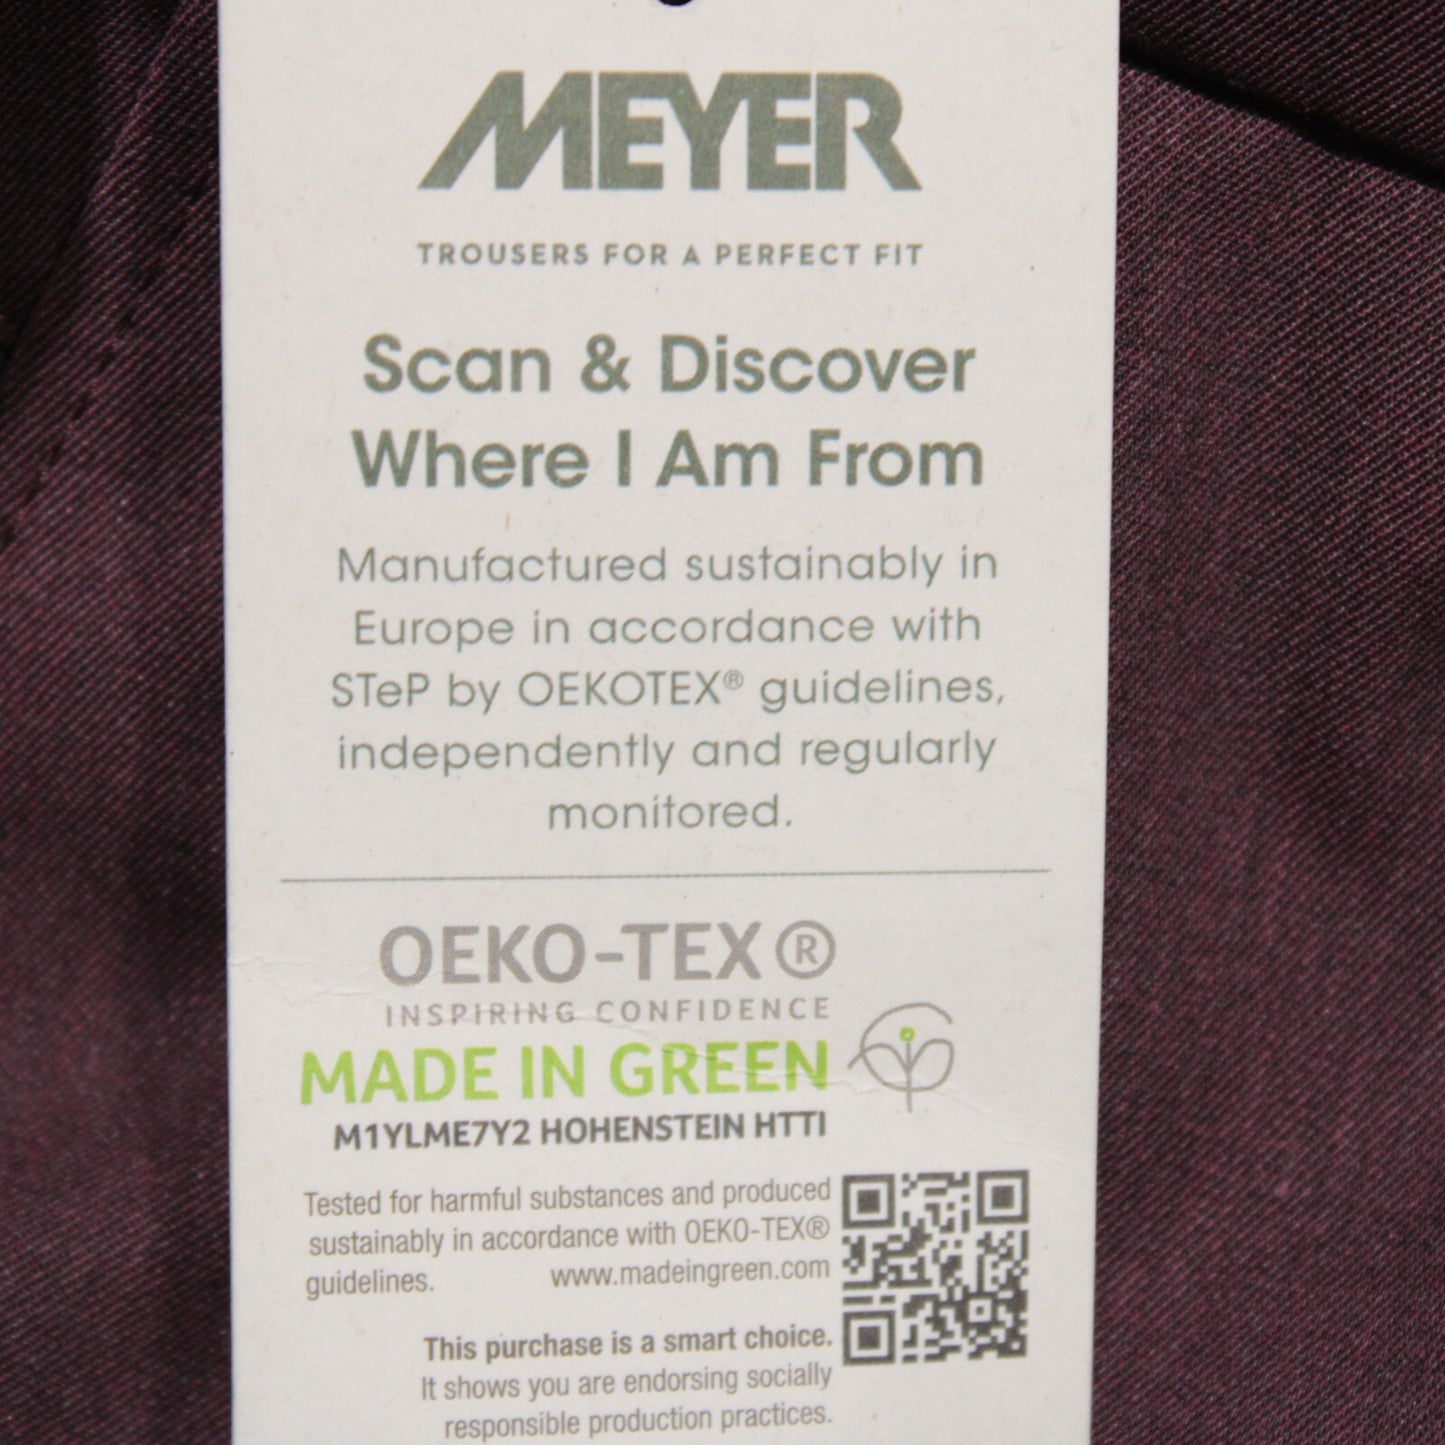 MEYER
TROUSERS FOR A PERFECT FIT
Scan & Discover
Where I Am From
Manufactured sustainably in
Europe in accordance with
STeP by OEKOTEX® guidelines,
independently and regularly
monitored.
OEKO-TEX®
INSPIRING CONFIDENCE
MADE IN GREEN
M1YLME7Y2 HOHENSTEIN HTTI
Tested for harmful substances and produced
sustainably in accordance with OEKO-TEX®
guidelines. www.madeingreen.com
This purchase is a smart choice.
It shows you are endorsing socially
responsible production practices.